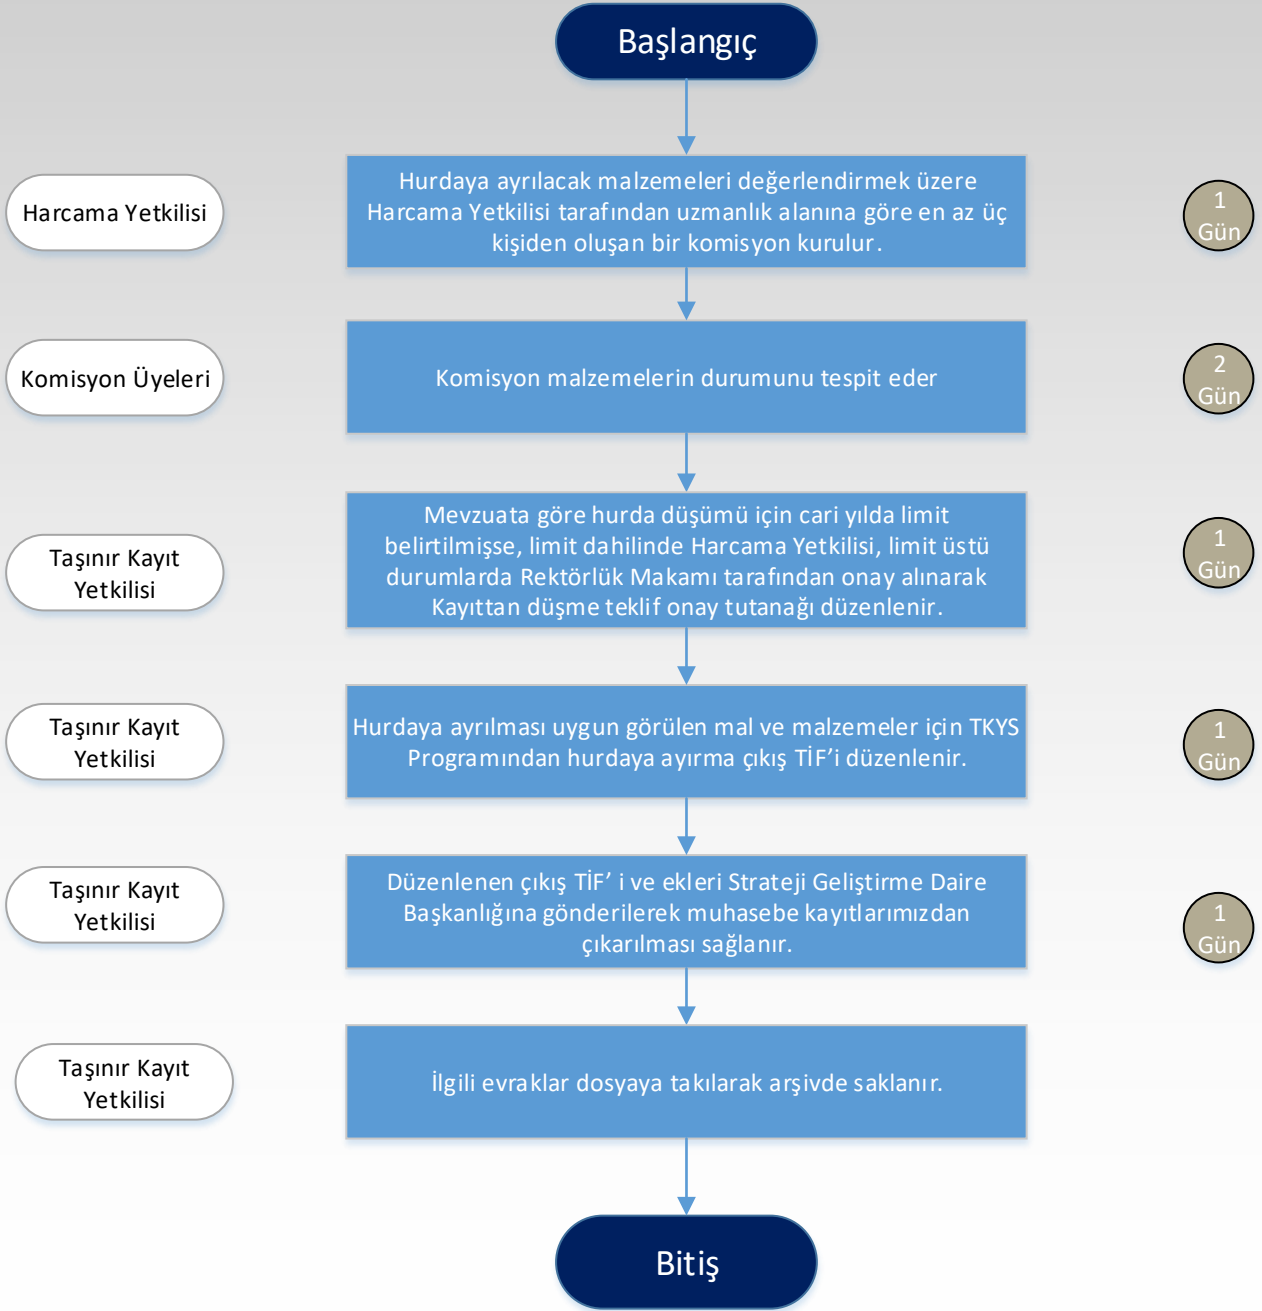 Başlangıç
Harcama Yetkilisi
Hurdaya ayrılacak malzemeleri değerlendirmek üzere
Harcama Yetkilisi tarafından uzmanlık alanına göre en az üç
kişiden oluşan bir komisyon kurulur.
1
Gün
Komisyon Üyeleri
Komisyon malzemelerin durumunu tespit eder
2
Gün
Taşınır Kayıt
Yetkilisi
Mevzuata göre hurda düşümü için cari yılda limit
belirtilmişse, limit dahilinde Harcama Yetkilisi, limit üstü
durumlarda Rektörlük Makamı tarafından onay alınarak
Kayıttan düşme teklif onay tutanağı düzenlenir.
1
Gün
Taşınır Kayıt
Yetkilisi
Hurdaya ayrılması uygun görülen mal ve malzemeler için TKYS
Programından hurdaya ayırma çıkış TİF’i düzenlenir.
1
Gün
Taşınır Kayıt
Yetkilisi
Düzenlenen çıkış TİF’ i ve ekleri Strateji Geliştirme Daire
Başkanlığına gönderilerek muhasebe kayıtlarımızdan
çıkarılması sağlanır.
1
Gün
Taşınır Kayıt
Yetkilisi
İlgili evraklar dosyaya takılarak arşivde saklanır.
Bitiş